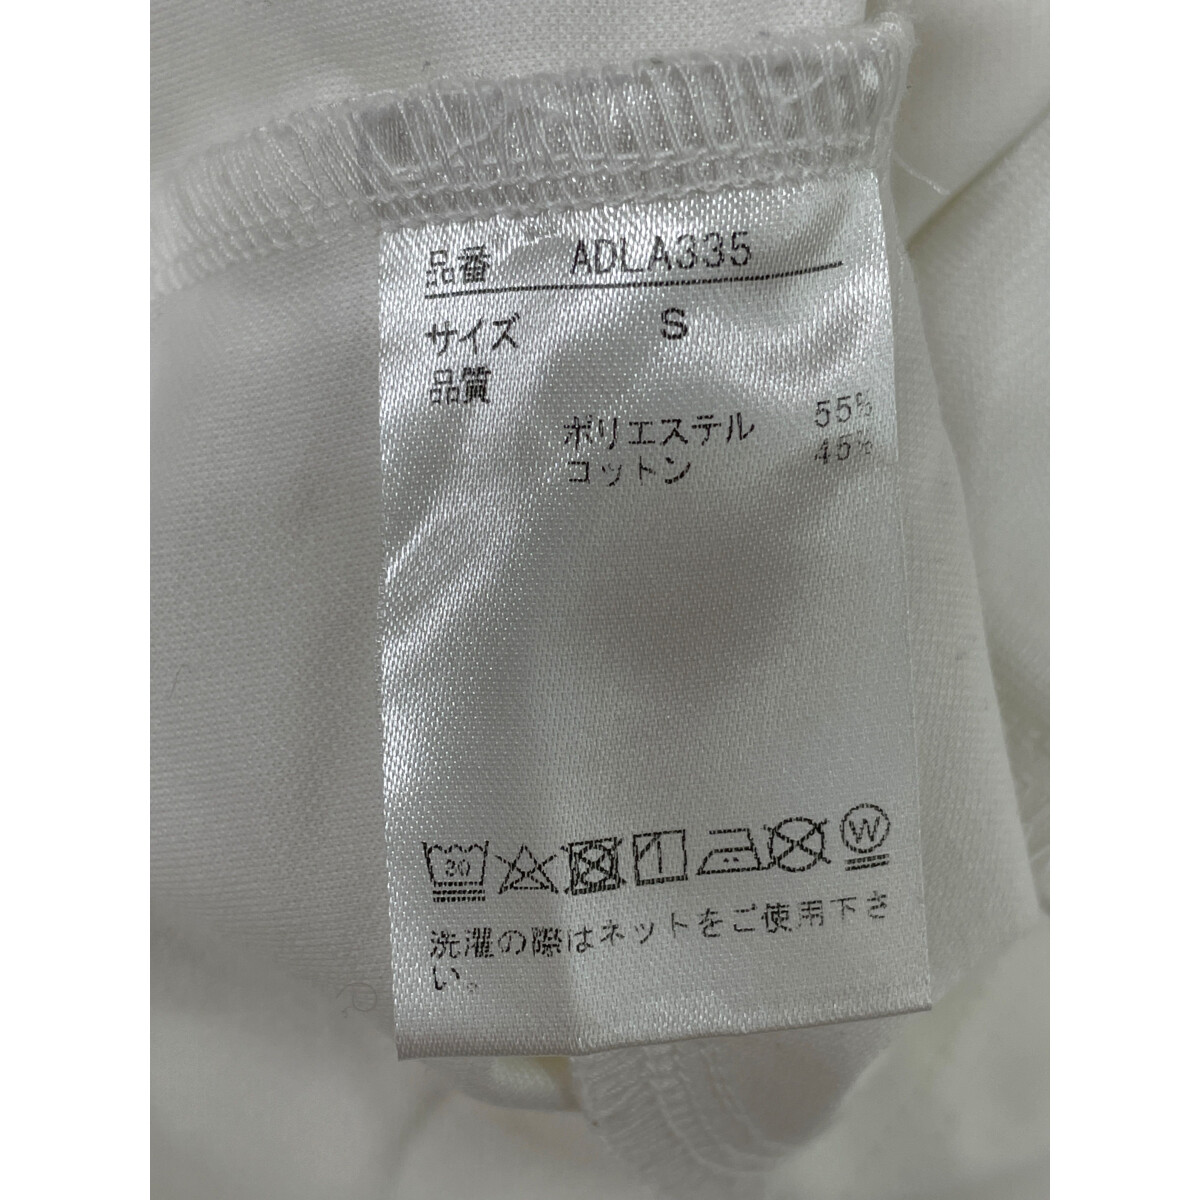 品番 ADLA335
サイズ S
品質
ポリエステル 55%
コットン 45%
30 W
洗濯の際はネットをご使用下さ
い。